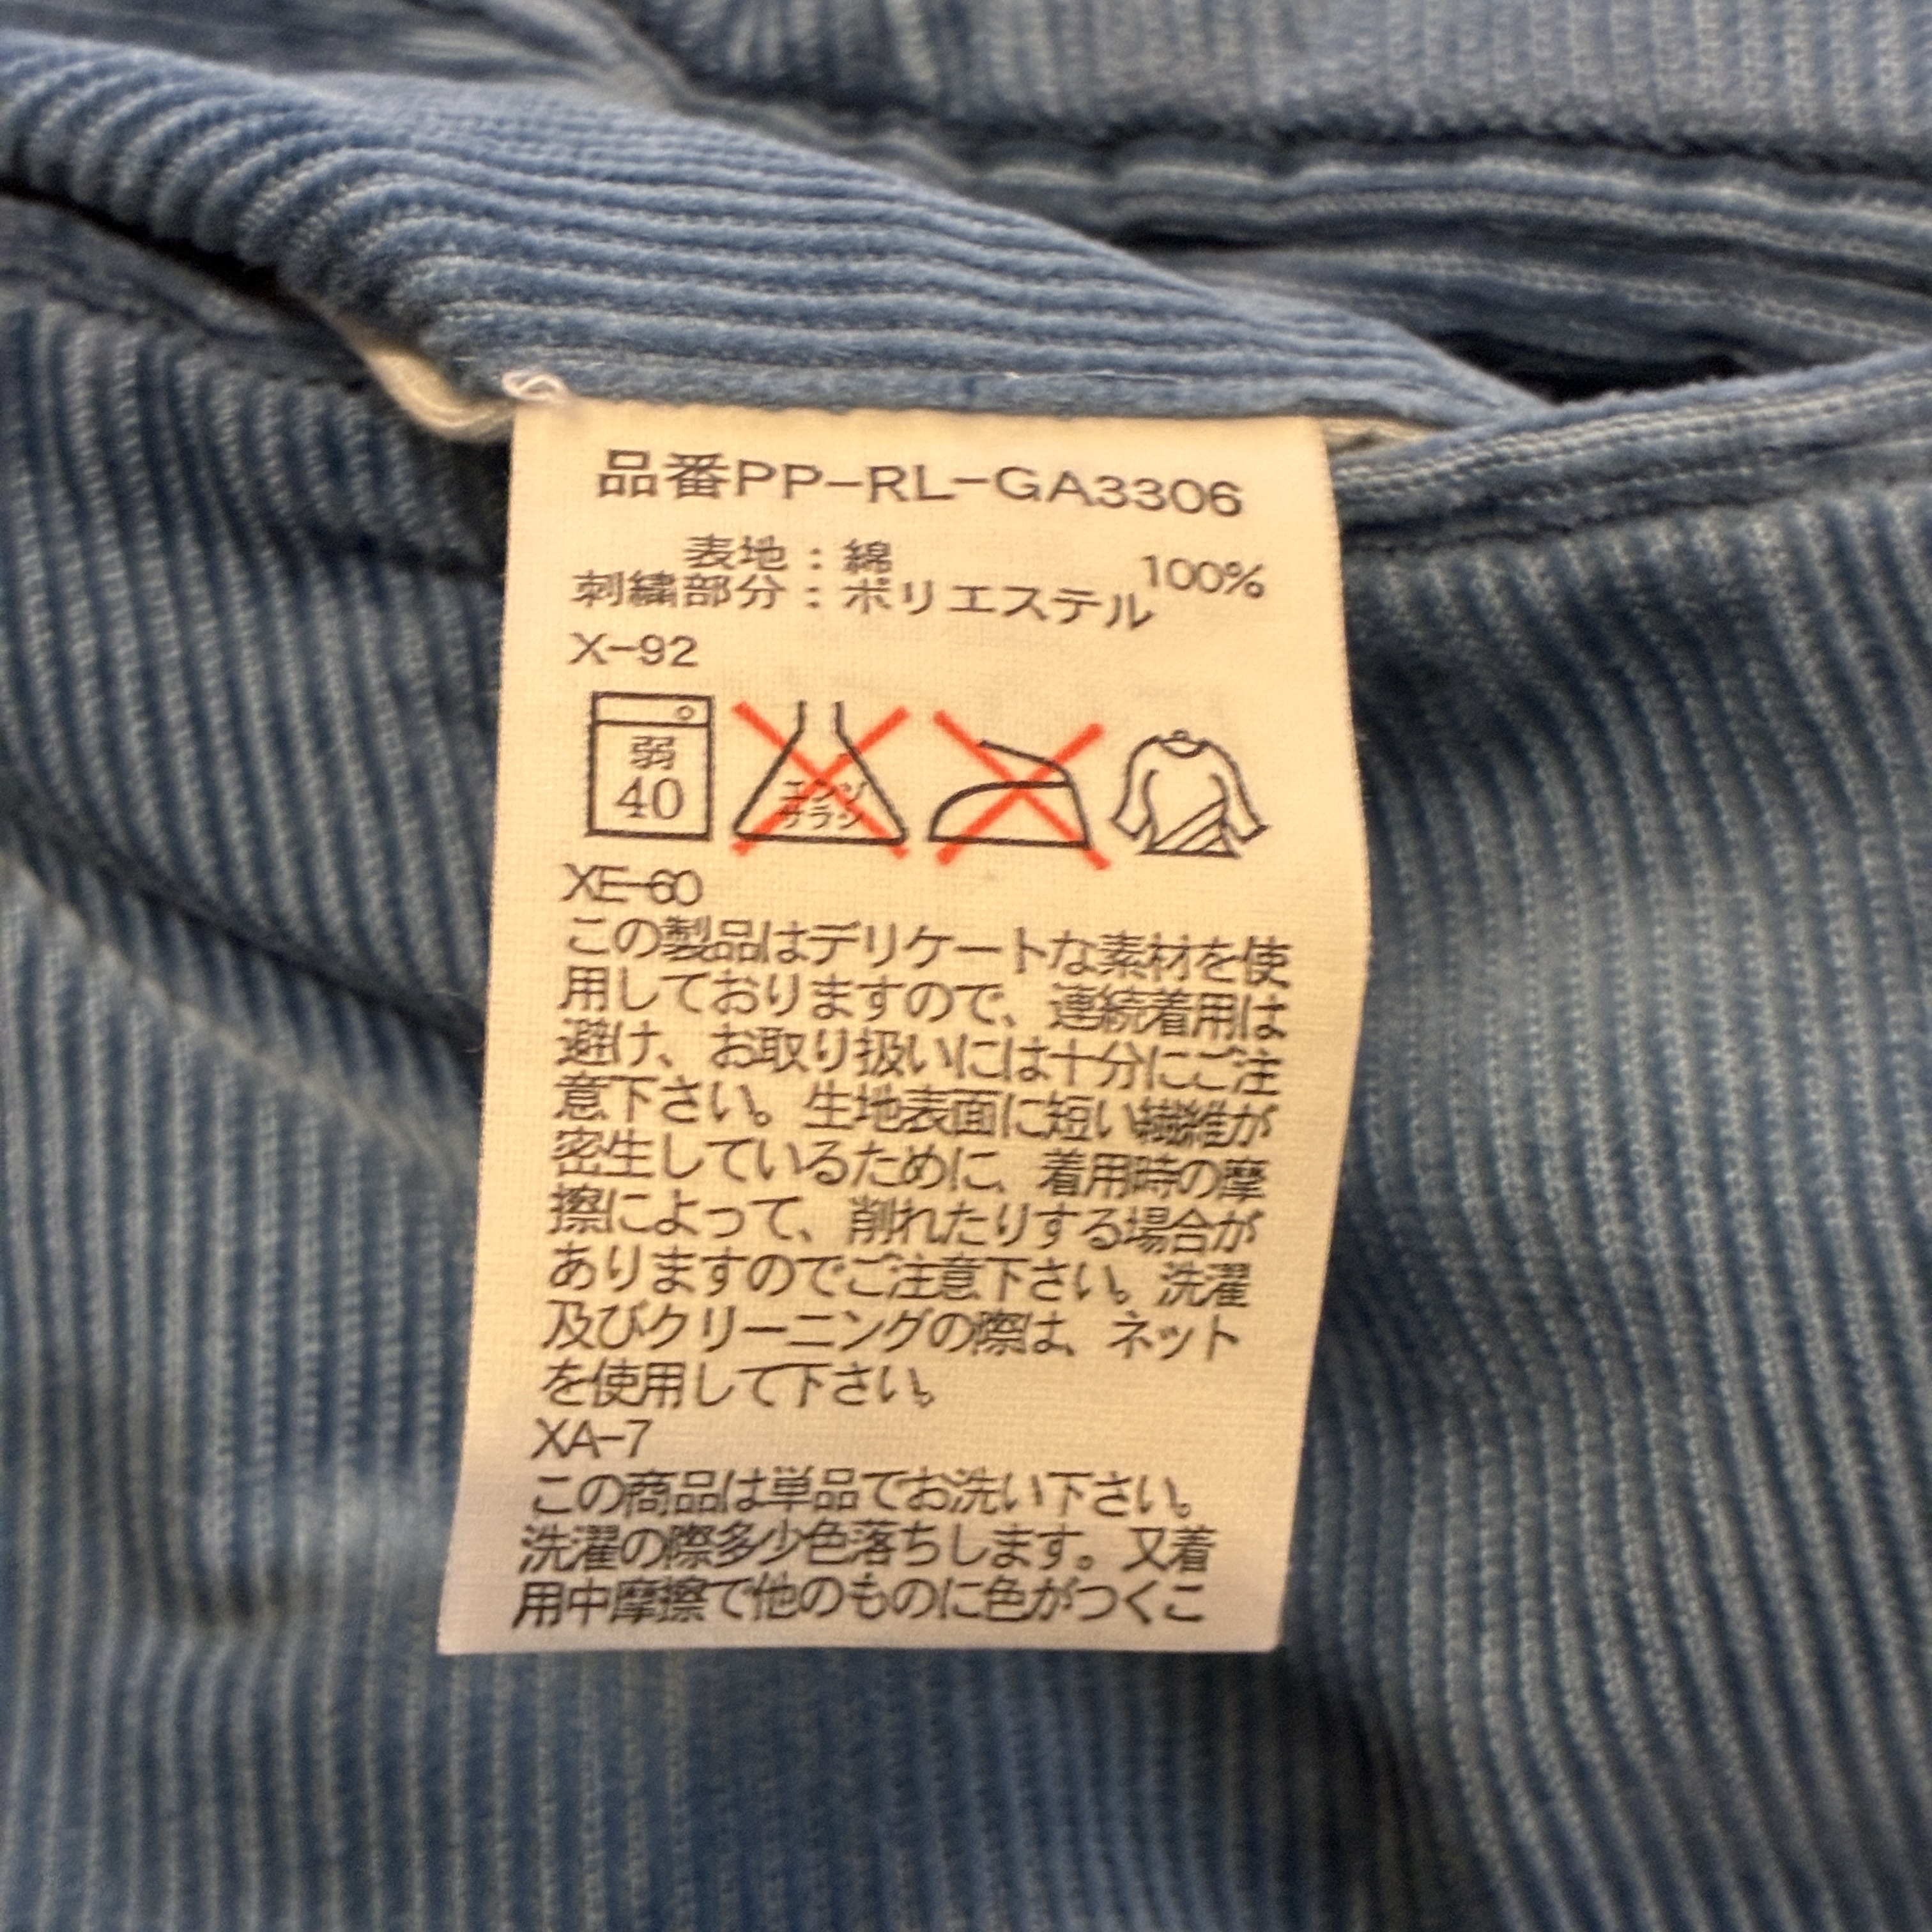 品番PP-RL-GA3306
表地：綿 100%
刺繍部分：ポリエステル
X-92
弱
40
エンソ
サラシ
XE-60
この製品はデリケートな素材を使
用しておりますので、連続着用は
避け、お取り扱いには十分にご注
意下さい。生地表面に短い繊維が
密生しているために、着用時の摩
擦によって、削れたりする場合が
ありますのでご注意下さい。洗濯
及びクリーニングの際は、ネット
を使用して下さい。
XA-7
この商品は単品でお洗い下さい。
洗濯の際多少色落ちします。又着
用中摩擦で他のものに色がつくこ